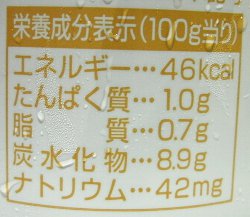 栄養成分表示(100g当り)
エネルギー…46kcal
たんぱく質…1.0g
脂　　質…0.7g
炭水化物…8.9g
ナトリウム…42mg